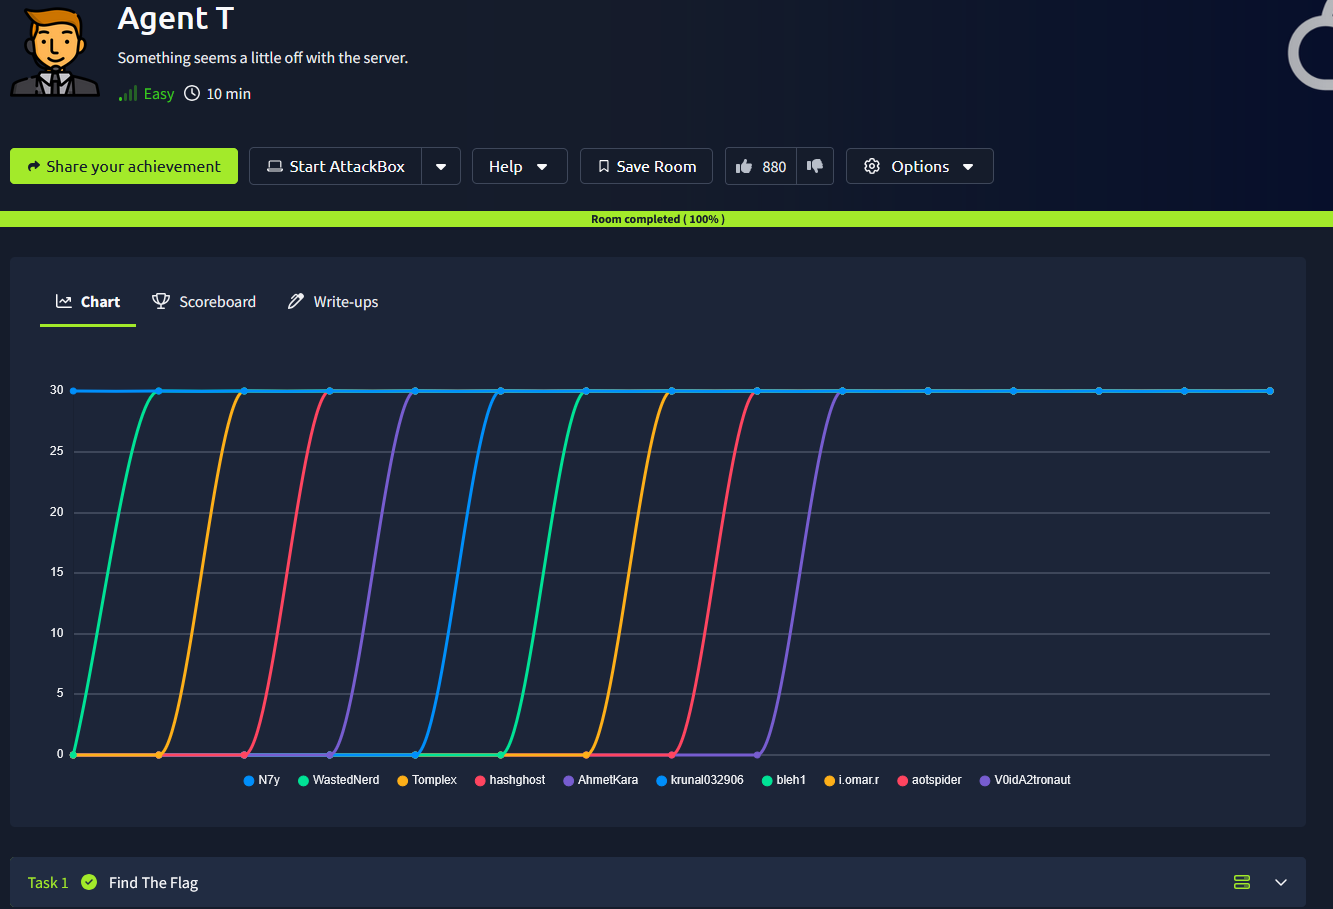 Agent T
Something seems a little off with the server.
Easy 10 min
Share your achievement Start AttackBox Help Save Room 880 Options
Room completed ( 100% )
Chart Scoreboard Write-ups
30
25
20
15
10
5
0
N7y WastedNerd Tomplex hashghost AhmetKara krunal032906 bleh1 i.omar.r aotspider V0idA2tronaut
Task 1 Find The Flag